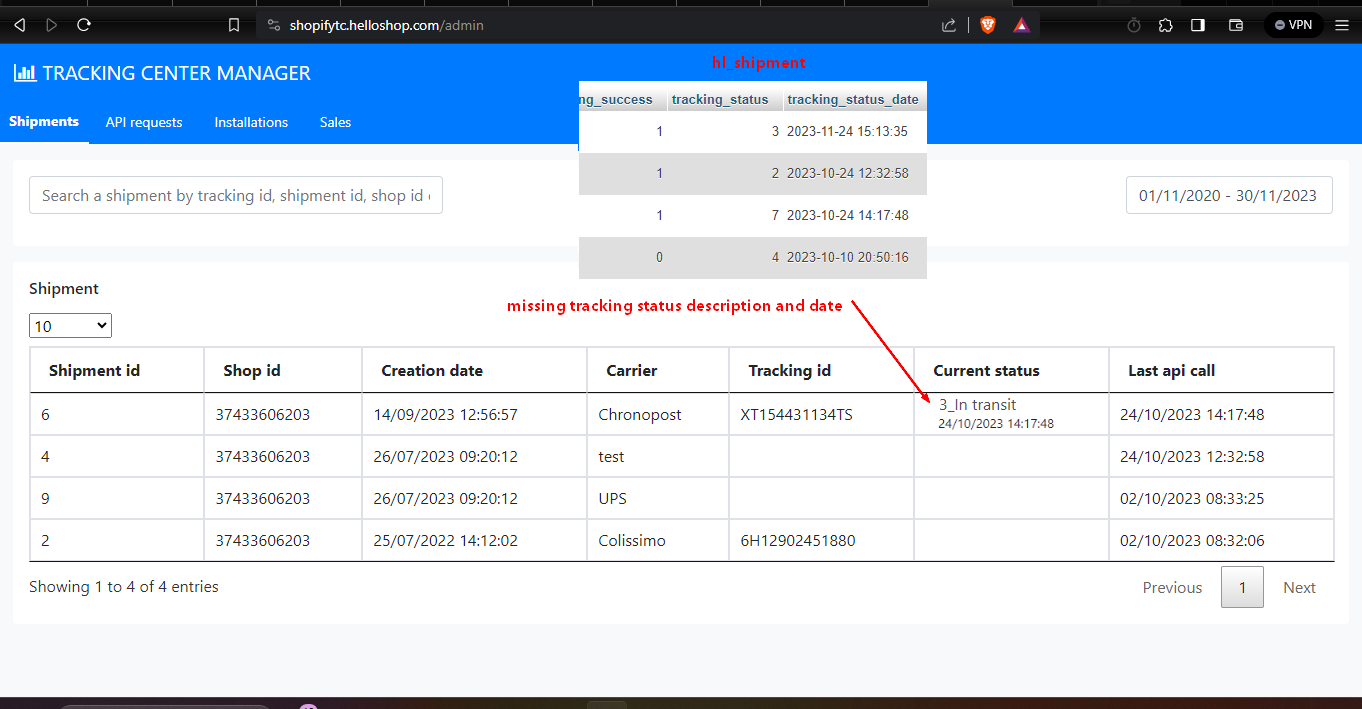 shopifytc.helloshop.com/admin
VPN
TRACKING CENTER MANAGER
hl_shipment
Shipments API requests Installations Sales
ng_success tracking_status tracking_status_date
1 3 2023-11-24 15:13:35
1 2 2023-10-24 12:32:58
1 7 2023-10-24 14:17:48
0 4 2023-10-10 20:50:16
Search a shipment by tracking id, shipment id, shop id
01/11/2020 - 30/11/2023
Shipment
missing tracking status description and date
10
Shipment id Shop id Creation date Carrier Tracking id Current status Last api call
6 37433606203 14/09/2023 12:56:57 Chronopost XT154431134TS 3_In transit 24/10/2023 14:17:48
24/10/2023 14:17:48
4 37433606203 26/07/2023 09:20:12 test 24/10/2023 12:32:58
9 37433606203 26/07/2023 09:20:12 UPS 02/10/2023 08:33:25
2 37433606203 25/07/2022 14:12:02 Colissimo 6H12902451880 02/10/2023 08:32:06
Showing 1 to 4 of 4 entries
Previous 1 Next